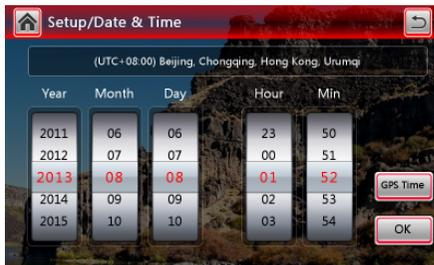 Setup/Date & Time
(UTC+08:00) Beijing, Chongqing, Hong Kong, Urumqi
Year Month Day Hour Min
2011 06 06 23 50
2012 07 07 00 51
2013 08 08 01 52
GPS Time
2014 09 09 02 53
2015 10 10 03 54
OK